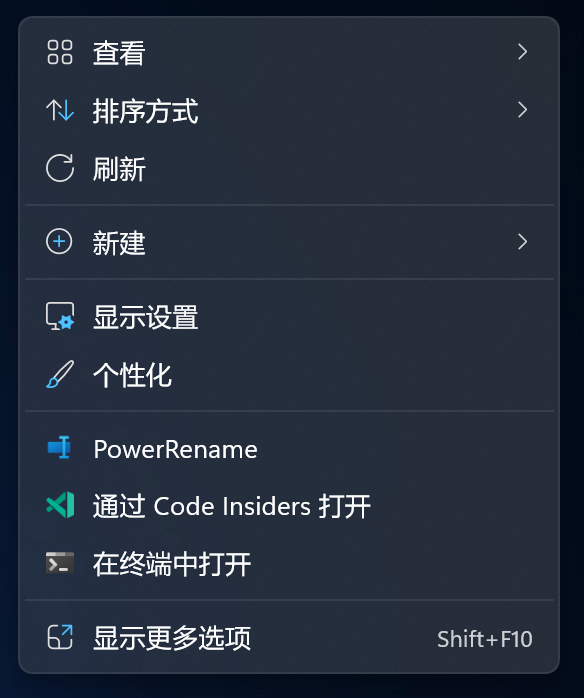 查看
排序方式
刷新
新建
显示设置
个性化
PowerRename
通过 Code Insiders 打开
在终端中打开
显示更多选项 Shift+F10